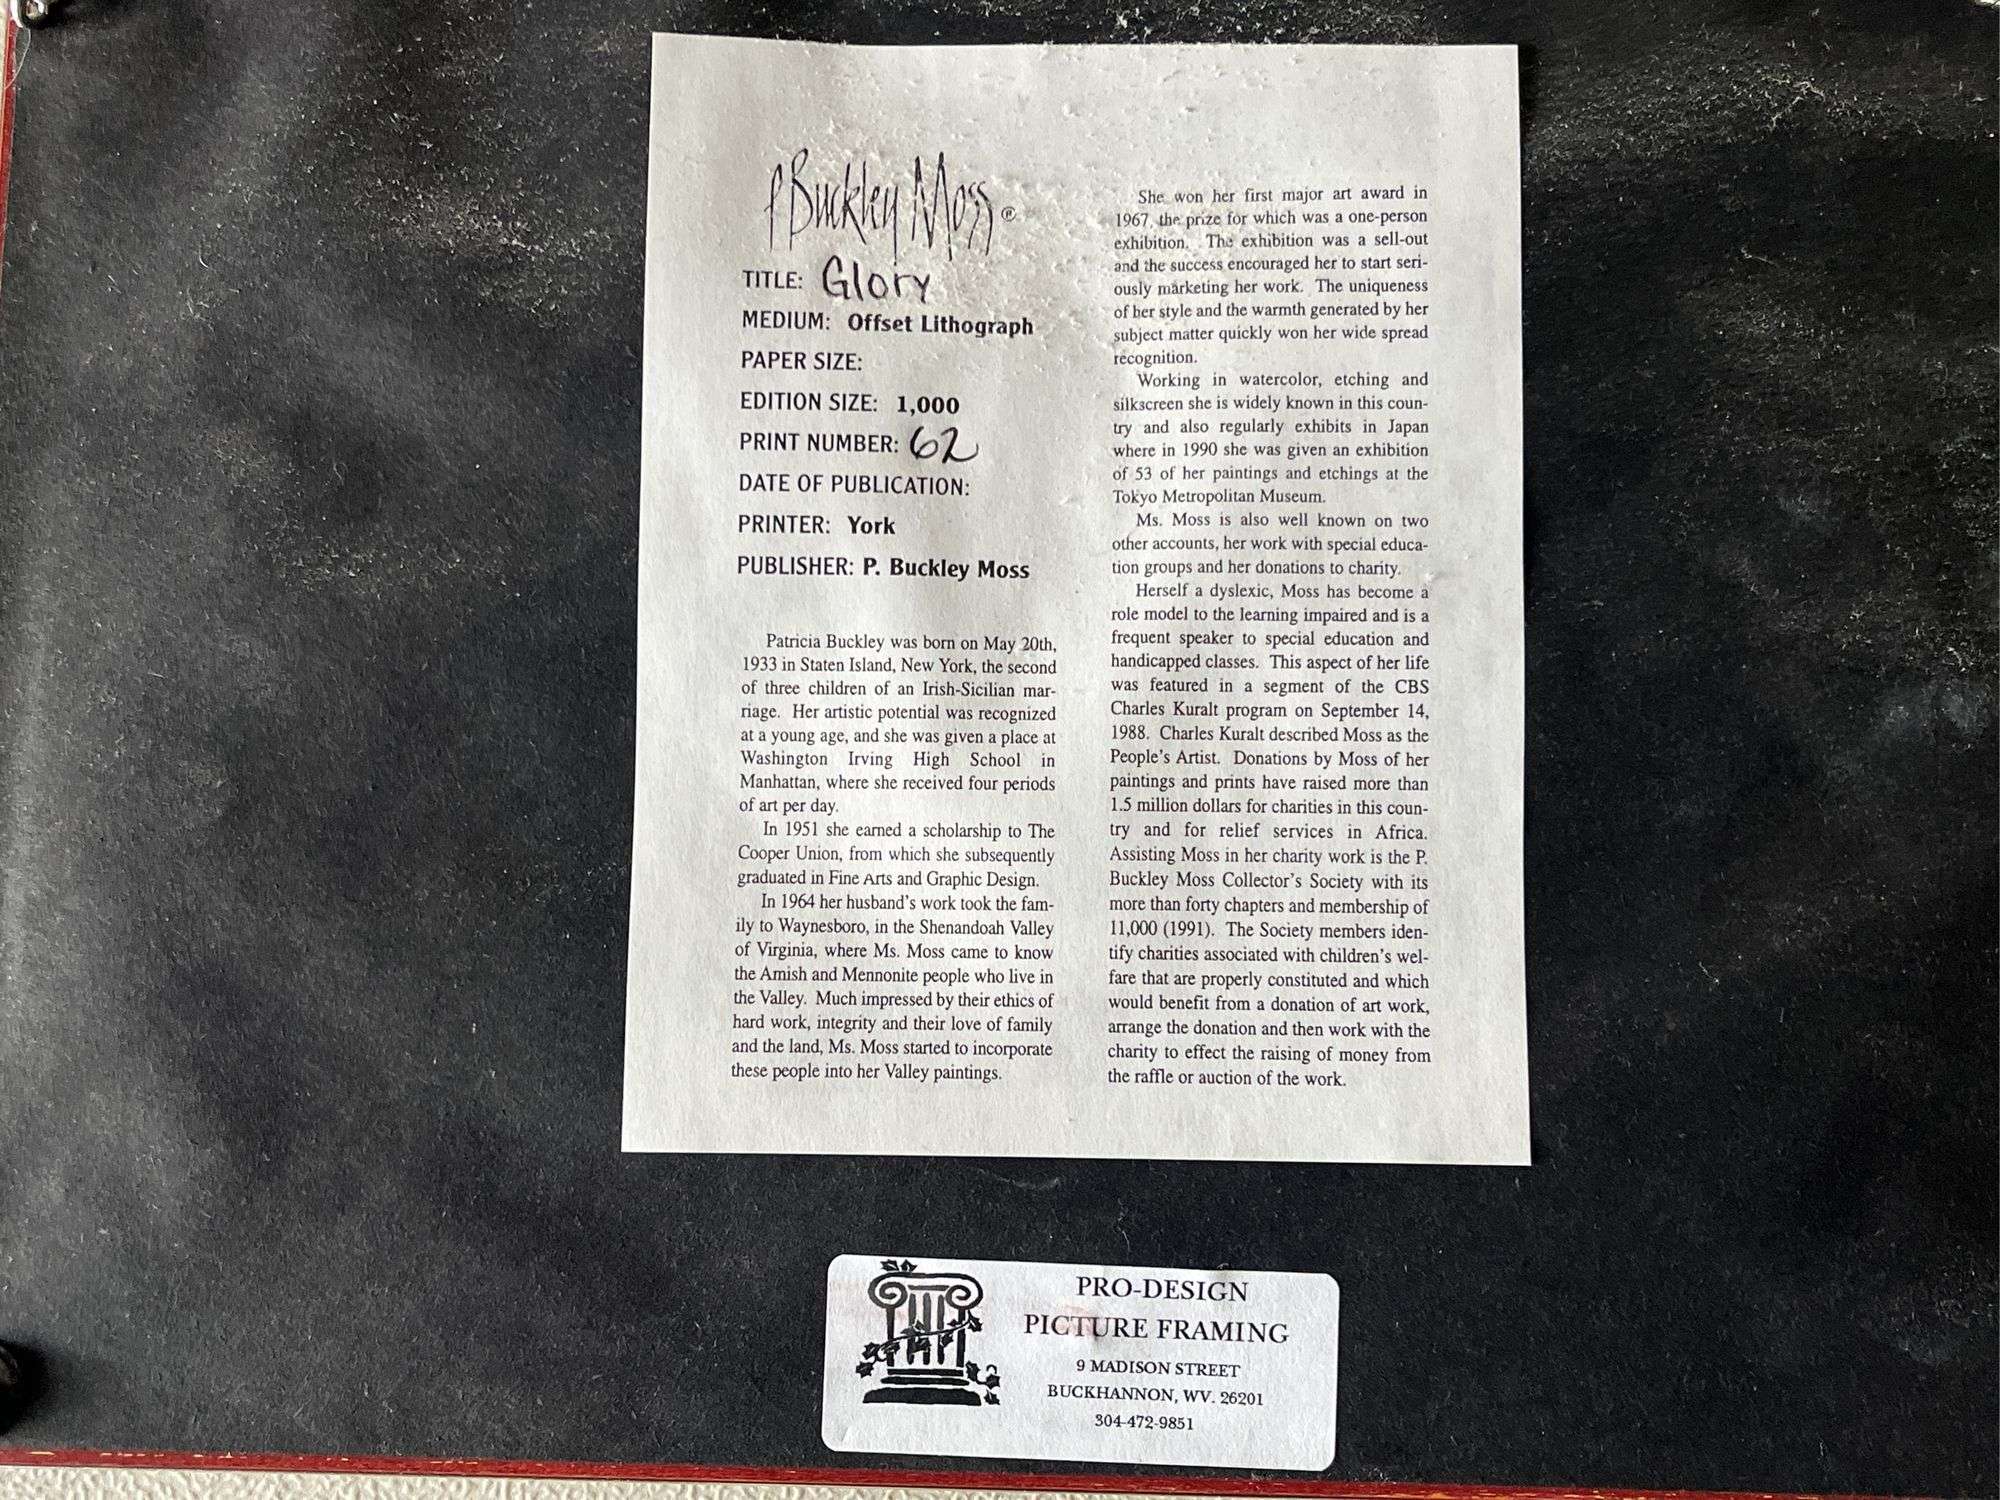 P Buckley Moss ®
TITLE: Glory
MEDIUM: Offset Lithograph
PAPER SIZE:
EDITION SIZE: 1,000
PRINT NUMBER: 62
DATE OF PUBLICATION:
PRINTER: York
PUBLISHER: P. Buckley Moss
Patricia Buckley was born on May 20th,
1933 in Staten Island, New York, the second
of three children of an Irish-Sicilian mar-
riage. Her artistic potential was recognized
at a young age, and she was given a place at
Washington Irving High School in
Manhattan, where she received four periods
of art per day.
In 1951 she earned a scholarship to The
Cooper Union, from which she subsequently
graduated in Fine Arts and Graphic Design.
In 1964 her husband's work took the fam-
ily to Waynesboro, in the Shenandoah Valley
of Virginia, where Ms. Moss came to know
the Amish and Mennonite people who live in
the Valley. Much impressed by their ethics of
hard work, integrity and their love of family
and the land, Ms. Moss started to incorporate
these people into her Valley paintings.
She won her first major art award in
1967, the prize for which was a one-person
exhibition. The exhibition was a sell-out
and the success encouraged her to start seri-
ously marketing her work. The uniqueness
of her style and the warmth generated by her
subject matter quickly won her wide spread
recognition.
Working in watercolor, etching and
silkscreen she is widely known in this coun-
try and also regularly exhibits in Japan
where in 1990 she was given an exhibition
of 53 of her paintings and etchings at the
Tokyo Metropolitan Museum.
Ms. Moss is also well known on two
other accounts, her work with special educa-
tion groups and her donations to charity.
Herself a dyslexic, Moss has become a
role model to the learning impaired and is a
frequent speaker to special education and
handicapped classes. This aspect of her life
was featured in a segment of the CBS
Charles Kuralt program on September 14,
1988. Charles Kuralt described Moss as the
People's Artist. Donations by Moss of her
paintings and prints have raised more than
1.5 million dollars for charities in this coun-
try and for relief services in Africa.
Assisting Moss in her charity work is the P.
Buckley Moss Collector's Society with its
more than forty chapters and membership of
11,000 (1991). The Society members iden-
tify charities associated with children's wel-
fare that are properly constituted and which
would benefit from a donation of art work,
arrange the donation and then work with the
charity to effect the raising of money from
the raffle or auction of the work.
PRO-DESIGN
PICTURE FRAMING
9 MADISON STREET
BUCKHANNON, WV. 26201
304-472-9851